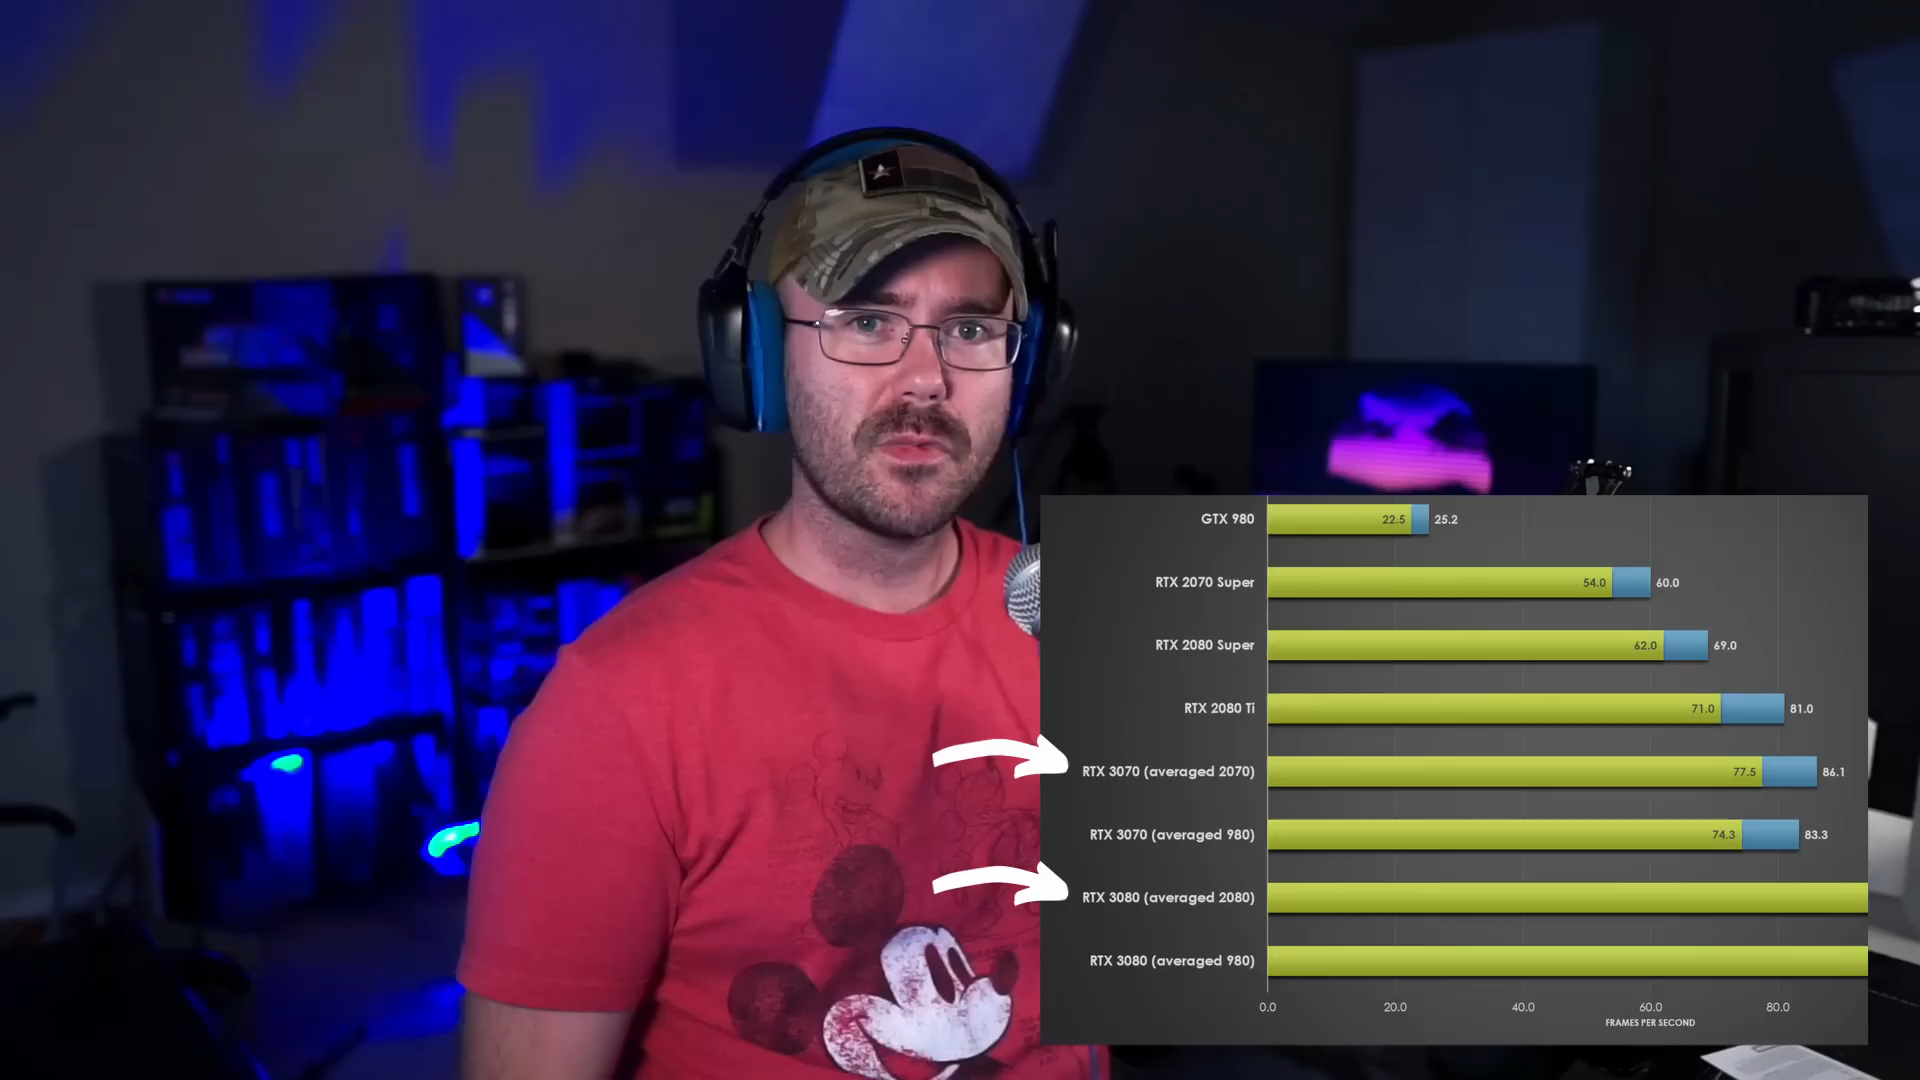 GTX 980 22.5 25.2
RTX 2070 Super 54.0 60.0
RTX 2080 Super 62.0 69.0
RTX 2080 Ti 71.0 81.0
RTX 3070 (averaged 2070) 77.5 86.1
RTX 3070 (averaged 980) 74.3 83.3
RTX 3080 (averaged 2080)
RTX 3080 (averaged 980)
0.0 20.0 40.0 60.0 80.0
FRAMES PER SECOND